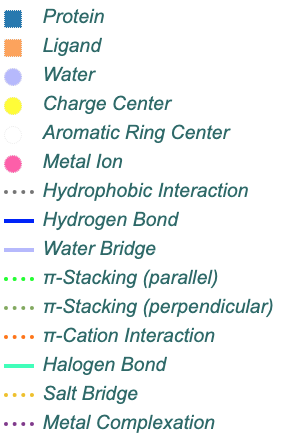 Protein
Ligand
Water
Charge Center
Aromatic Ring Center
Metal Ion
Hydrophobic Interaction
Hydrogen Bond
Water Bridge
π-Stacking (parallel)
π-Stacking (perpendicular)
π-Cation Interaction
Halogen Bond
Salt Bridge
Metal Complexation